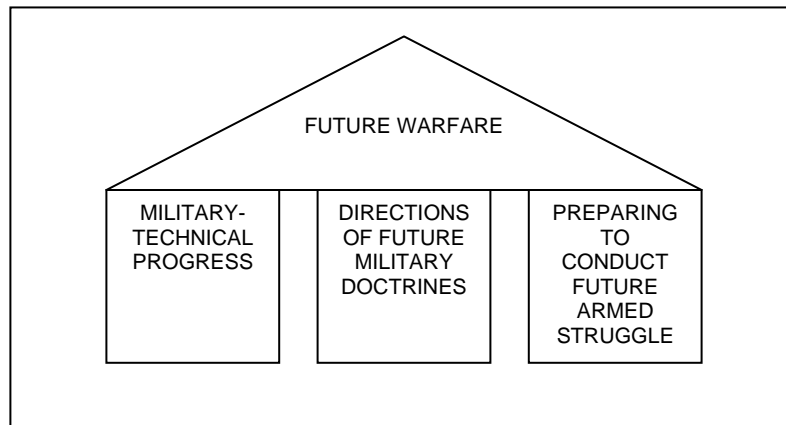 FUTURE WARFARE
MILITARY-
TECHNICAL
PROGRESS
DIRECTIONS
OF FUTURE
MILITARY
DOCTRINES
PREPARING
TO
CONDUCT
FUTURE
ARMED
STRUGGLE